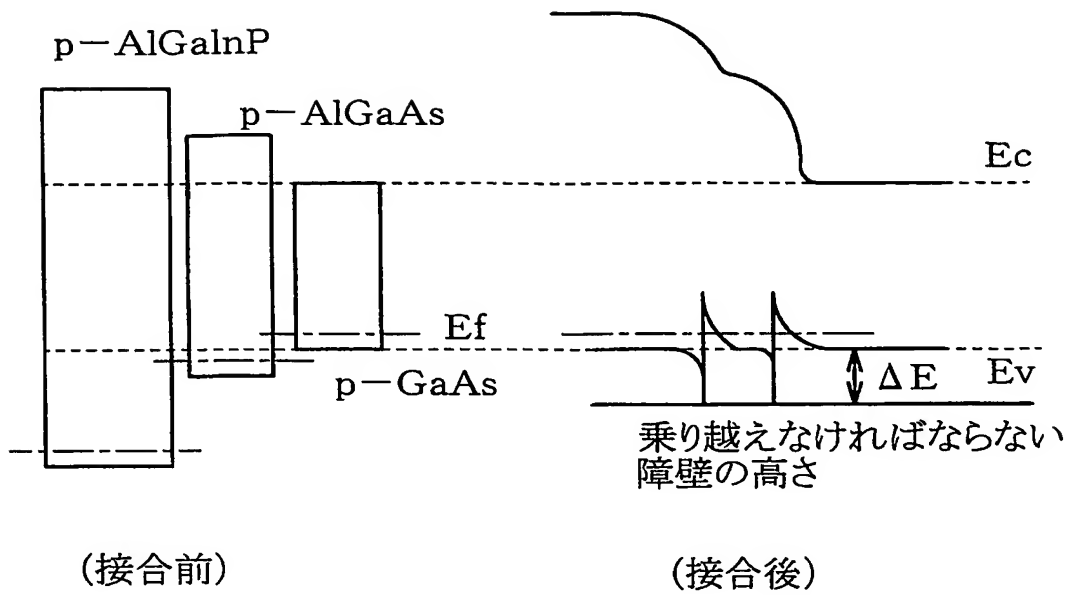 p－AlGaInP
p－AlGaAs
Ec
Ef
p－GaAs
ΔE
Ev
乗り越えなければならない
障壁の高さ
(接合前)
(接合後)